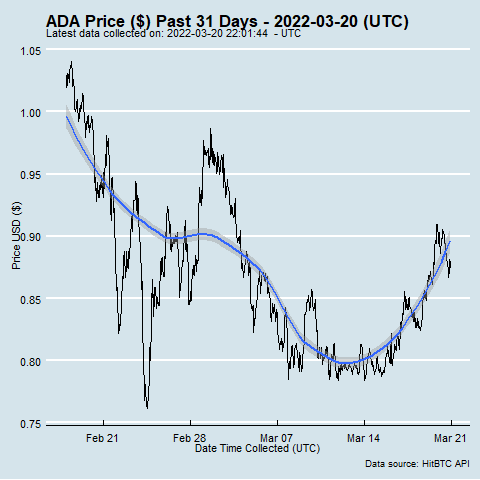 ADA Price ($) Past 31 Days - 2022-03-20 (UTC)
Latest data collected on: 2022-03-20 22:01:44 - UTC
1.05
1.00
0.95
0.90
0.85
0.80
0.75
Price USD ($)
Feb 21
Feb 28
Mar 07
Mar 14
Mar 21
Date Time Collected (UTC)
Data source: HitBTC API